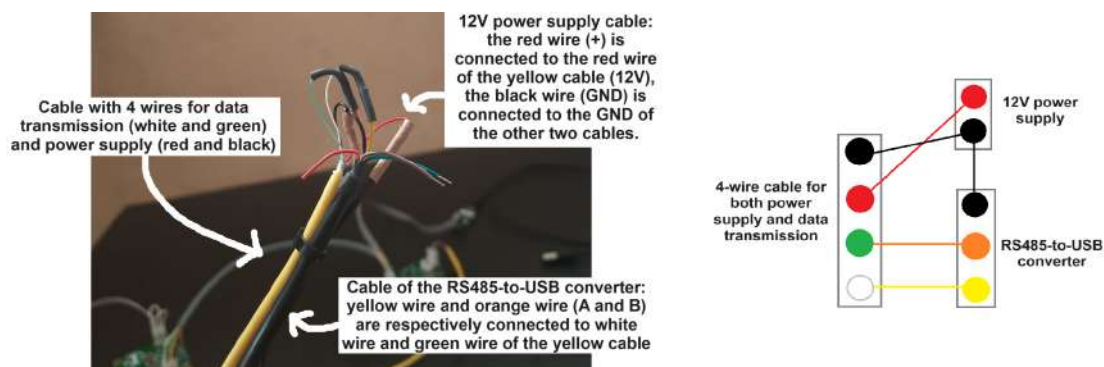 12V power supply cable:
the red wire (+) is
connected to the red wire
of the yellow cable (12V),
the black wire (GND) is
connected to the GND of
the other two cables.
Cable with 4 wires for data
transmission (white and green)
and power supply (red and black)
Cable of the RS485-to-USB converter:
yellow wire and orange wire (A and B)
are respectively connected to white
wire and green wire of the yellow cable
12V power
supply
4-wire cable for
both power
supply and data
transmission
RS485-to-USB
converter